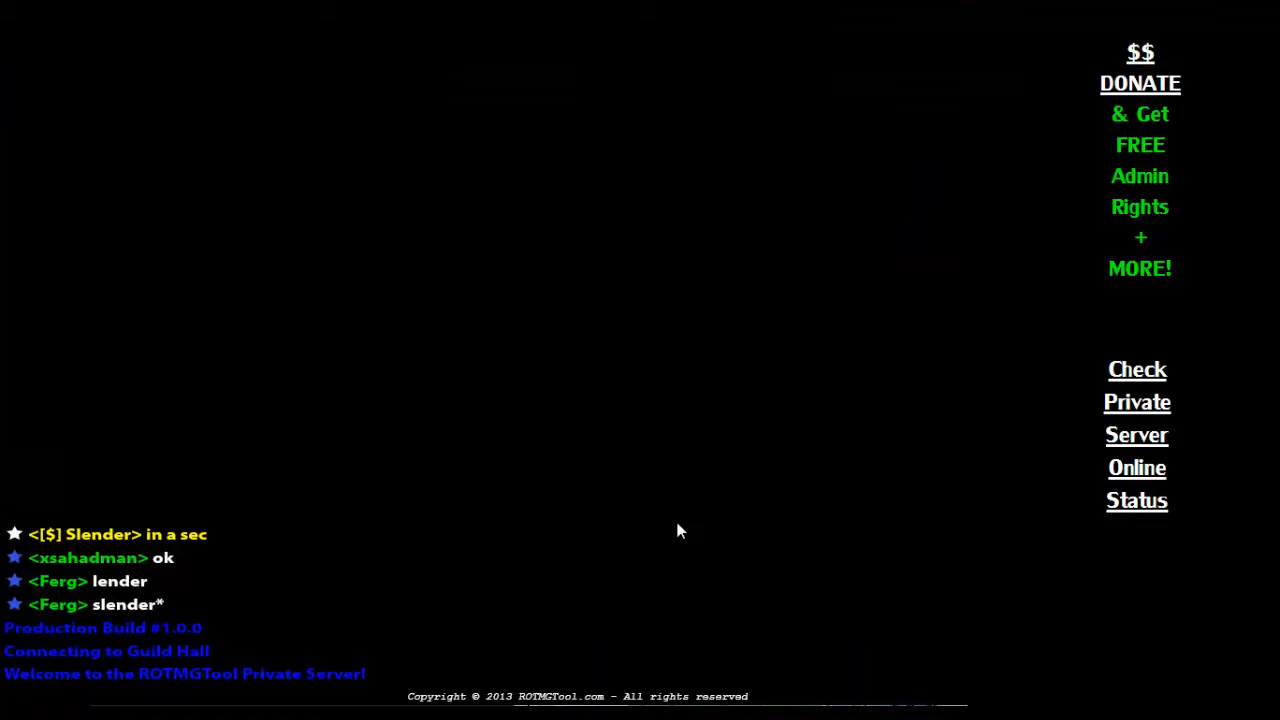 $$
DONATE
& Get
FREE
Admin
Rights
+
MORE!
Check
Private
Server
Online
Status
<[$] Slender> in a sec
<xsahadman> ok
<Ferg> lender
<Ferg> slender*
Production Build #1.0.0
Connecting to Guild Hall
Welcome to the ROTMGTool Private Server!
Copyright © 2013 ROTMGTool.com - All rights reserved